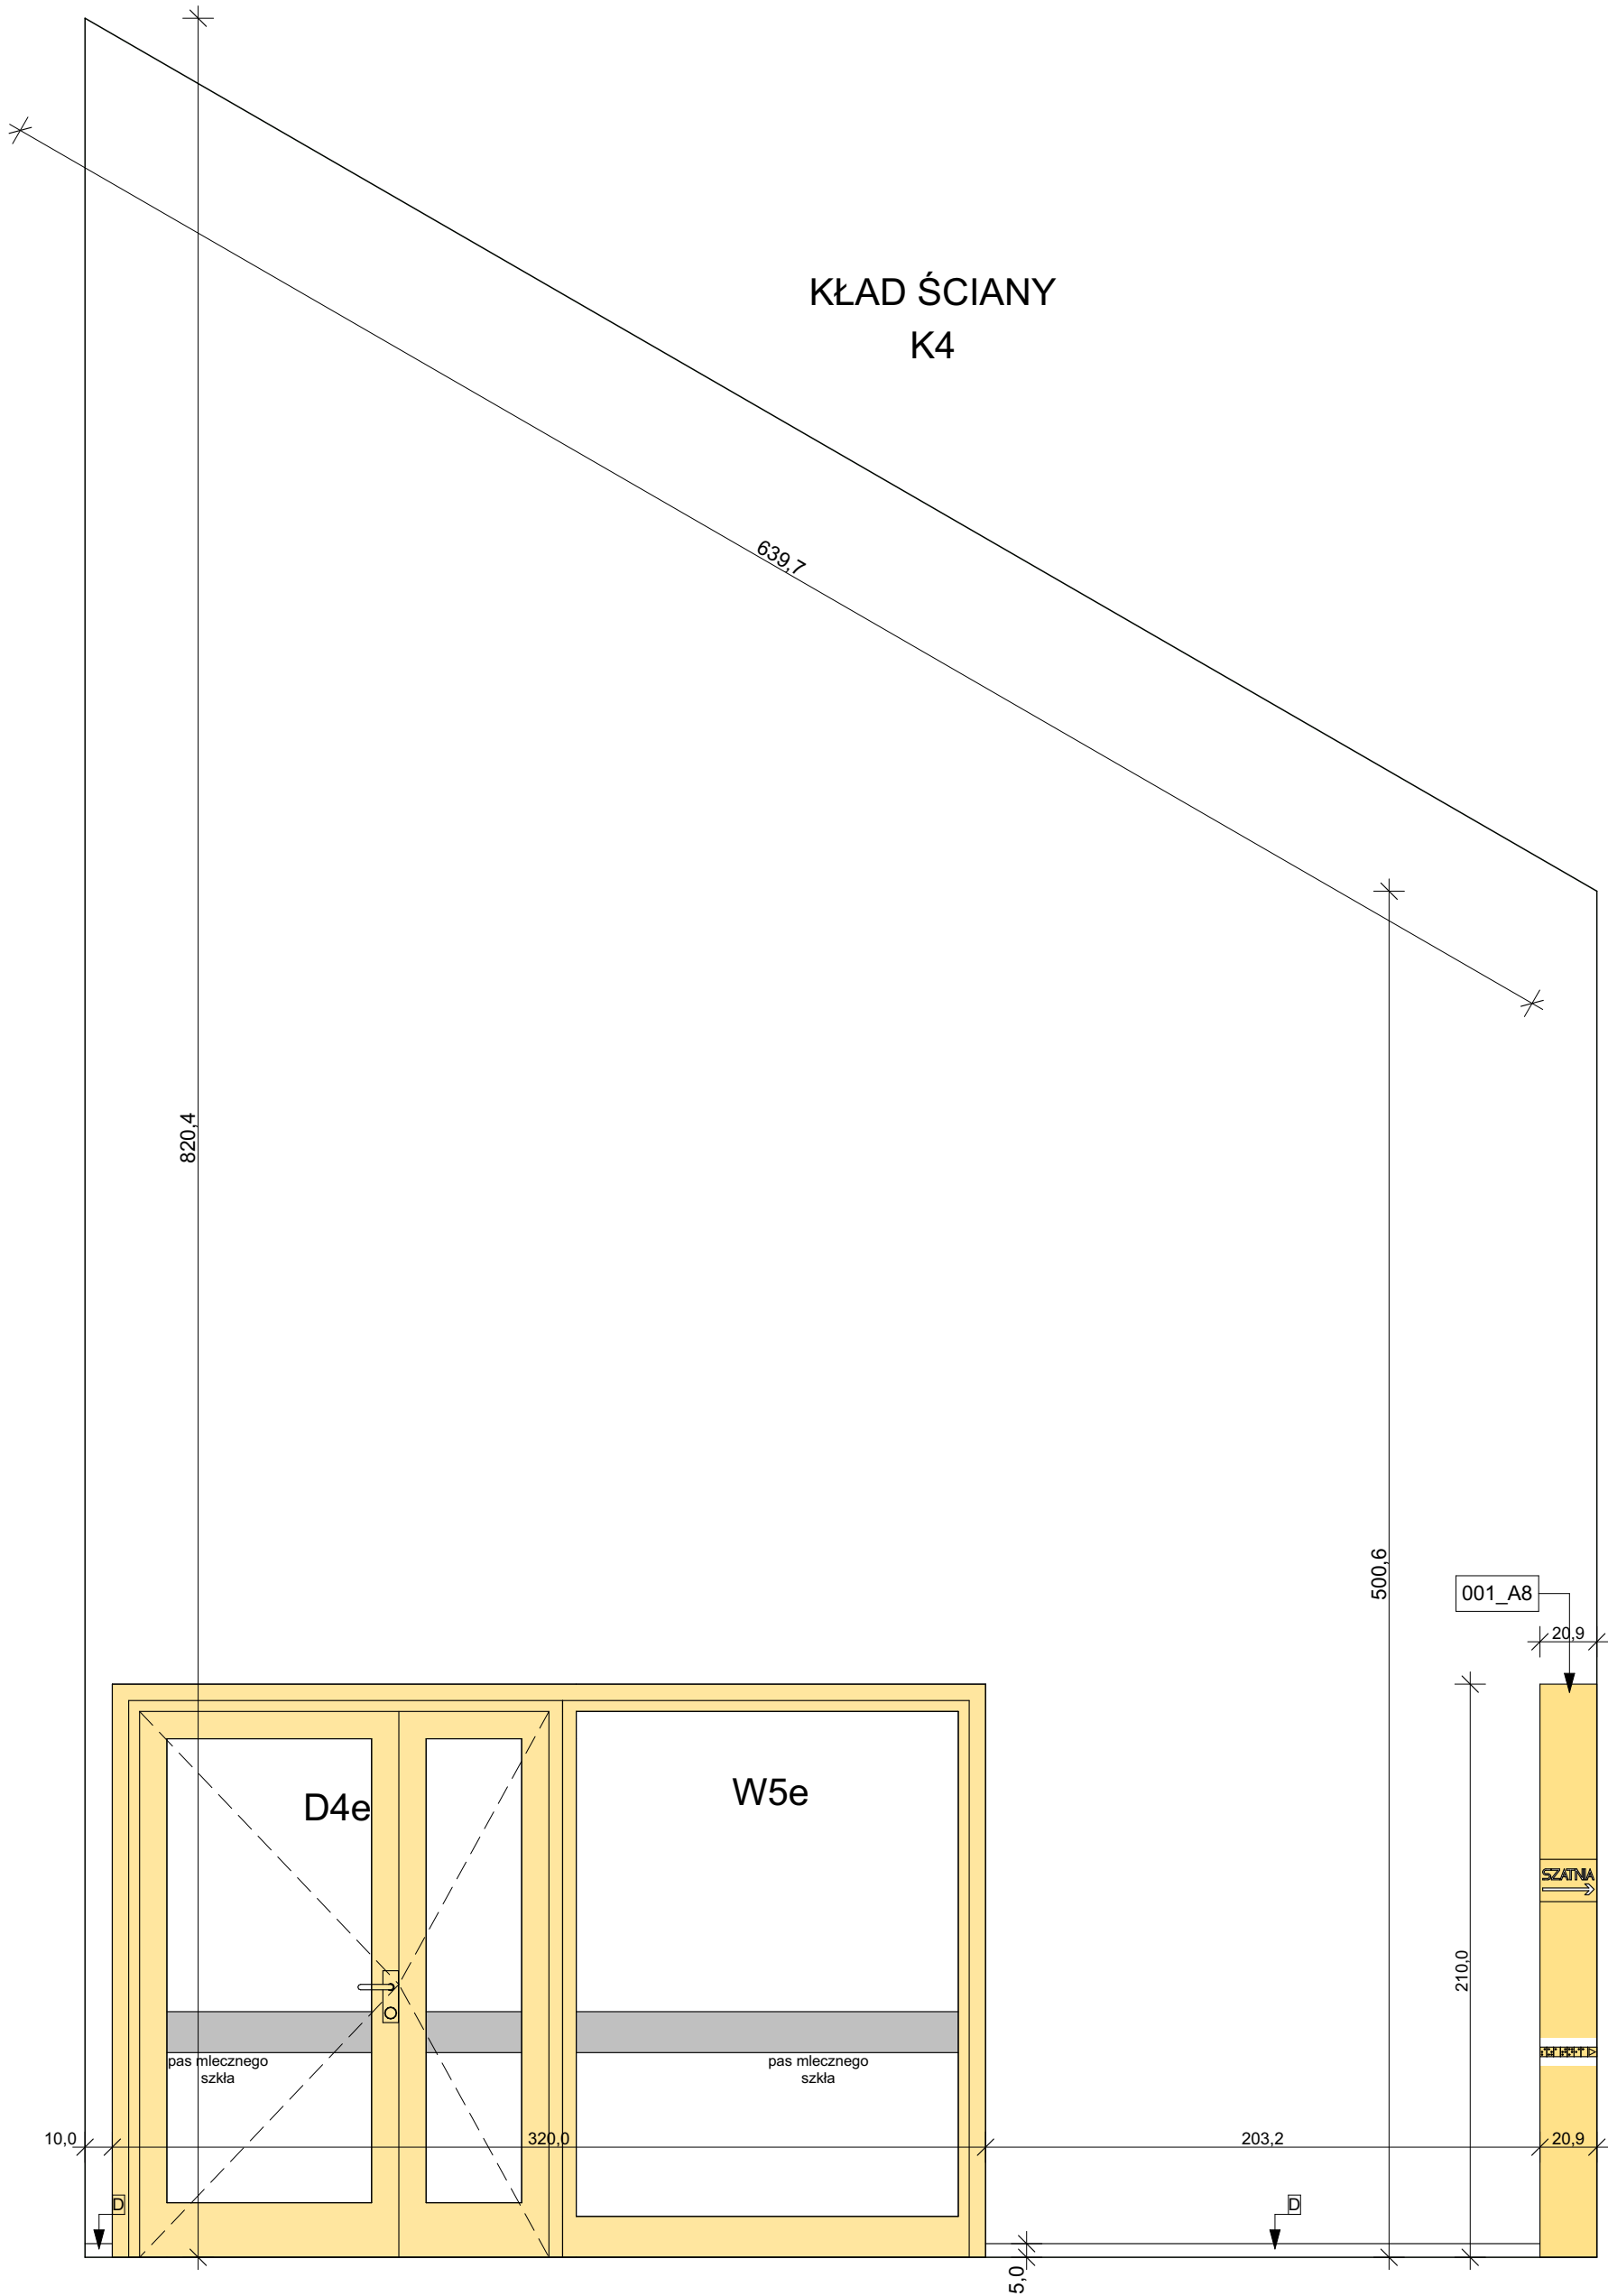 KŁAD ŚCIANY
K4
639,7
820,4
500,6
001_A8
20,9
D4e
W5e
SZATNIA
210,0
pas mlecznego
szkła
pas mlecznego
szkła
10,0
320,0
203,2
20,9
D
D
5,0